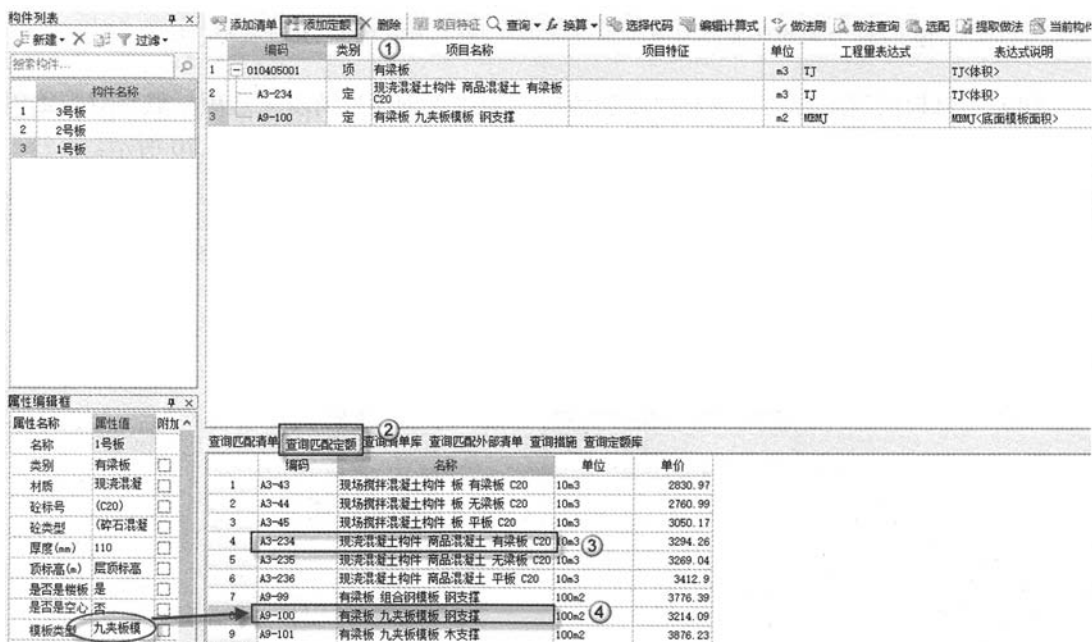 构件列表
新建 过滤
搜索构件...
构件名称
1 3号板
2 2号板
3 1号板
添加清单 添加定额 删除 项目特征 查询 fx 换算 选择代码 编辑计算式 做法刷 做法查询 选配 提取做法 当前构件
编码 类别 ① 项目名称 项目特征 单位 工程量表达式 表达式说明
1 010405001 项 有梁板 m3 TJ TJ<体积>
2 A3-234 定 现浇混凝土构件 商品混凝土 有梁板 C20 m3 TJ TJ<体积>
3 A9-100 定 有梁板 九夹板模板 钢支撑 m2 MBMJ MBMJ<底面模板面积>
属性编辑框
属性名称 属性值 附加
名称 1号板
类别 有梁板
材质 现浇混凝
砼标号 (C20)
砼类型 (碎石混凝
厚度(mm) 110
顶标高(m) 层顶标高
是否是楼板 是
是否是空心 否
模板类型 九夹板模
②
查询匹配清单 查询匹配定额 查询清单库 查询匹配外部清单 查询措施 查询定额库
编码 名称 单位 单价
1 A3-43 现场搅拌混凝土构件 板 有梁板 C20 10m3 2830.97
2 A3-44 现场搅拌混凝土构件 板 无梁板 C20 10m3 2760.99
3 A3-45 现场搅拌混凝土构件 板 平板 C20 10m3 3050.17
4 A3-234 现浇混凝土构件 商品混凝土 有梁板 C20 10m3 ③ 3294.26
5 A3-235 现浇混凝土构件 商品混凝土 无梁板 C20 10m3 3269.04
6 A3-236 现浇混凝土构件 商品混凝土 平板 C20 10m3 3412.9
7 A9-99 有梁板 组合钢模板 钢支撑 100m2 3776.39
8 A9-100 有梁板 九夹板模板 钢支撑 100m2 ④ 3214.09
9 A9-101 有梁板 九夹板模板 木支撑 100m2 3876.23